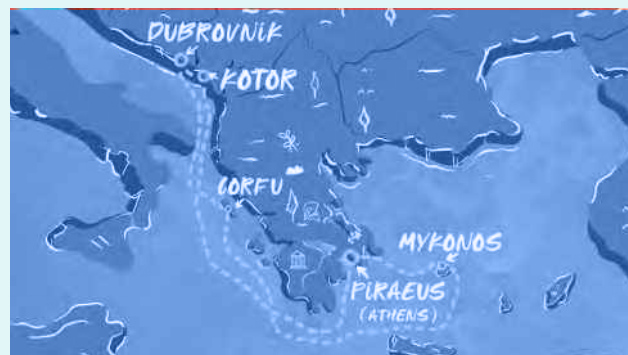 DUBROVNIK
KOTOR
CORFU
MYKONOS
PIRAEUS
(ATHENS)